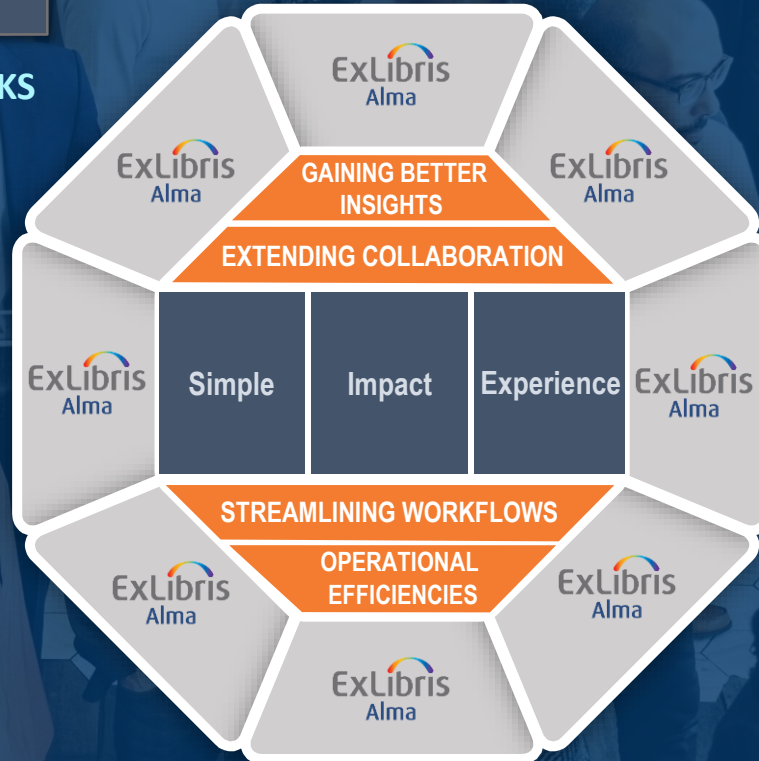 KS
ExLibris
Alma
ExLibris
Alma
ExLibris
Alma
GAINING BETTER
INSIGHTS
EXTENDING COLLABORATION
ExLibris
Alma
Simple
Impact
Experience
ExLibris
Alma
STREAMLINING WORKFLOWS
OPERATIONAL
EFFICIENCIES
ExLibris
Alma
ExLibris
Alma
ExLibris
Alma